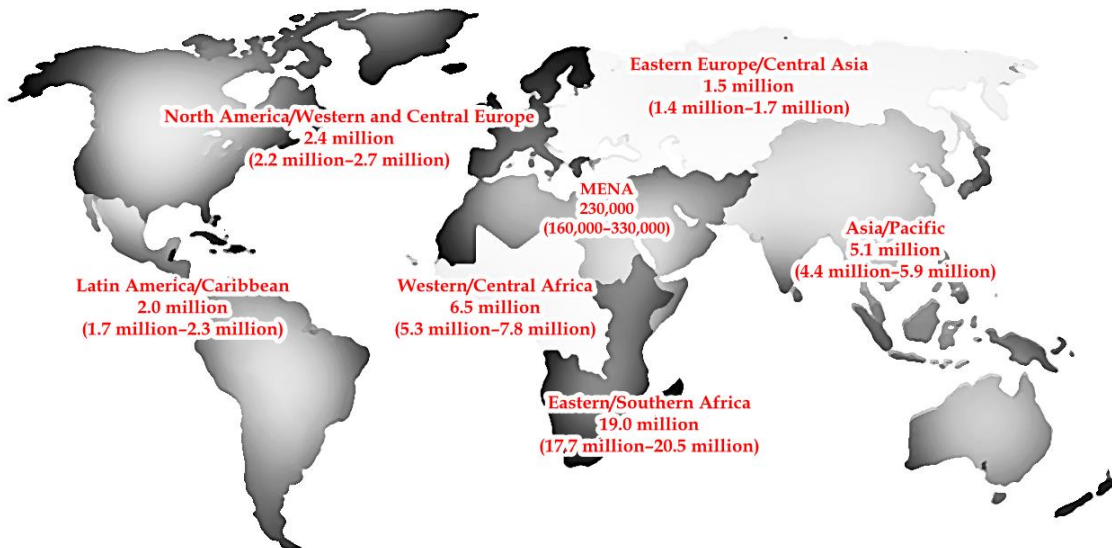 Eastern Europe/Central Asia
1.5 million
(1.4 million–1.7 million)
North America/Western and Central Europe
2.4 million
(2.2 million–2.7 million)
MENA
230,000
(160,000–330,000)
Asia/Pacific
5.1 million
(4.4 million–5.9 million)
Latin America/Caribbean
2.0 million
(1.7 million–2.3 million)
Western/Central Africa
6.5 million
(5.3 million–7.8 million)
Eastern/Southern Africa
19.0 million
(17.7 million–20.5 million)